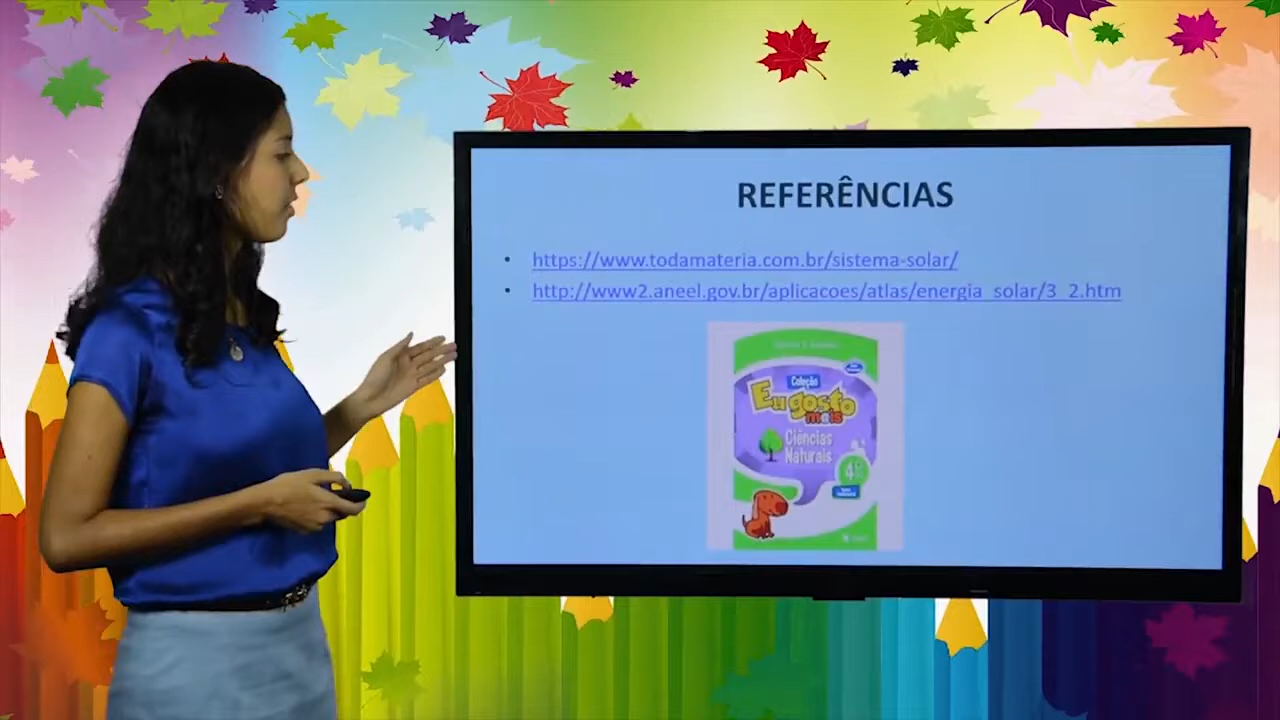 REFERÊNCIAS
https://www.todamateria.com.br/sistema-solar/
http://www2.aneel.gov.br/aplicacoes/atlas/energia_solar/3_2.htm
Coleção
Eu gosto
mais
Ciências
Naturais
4º